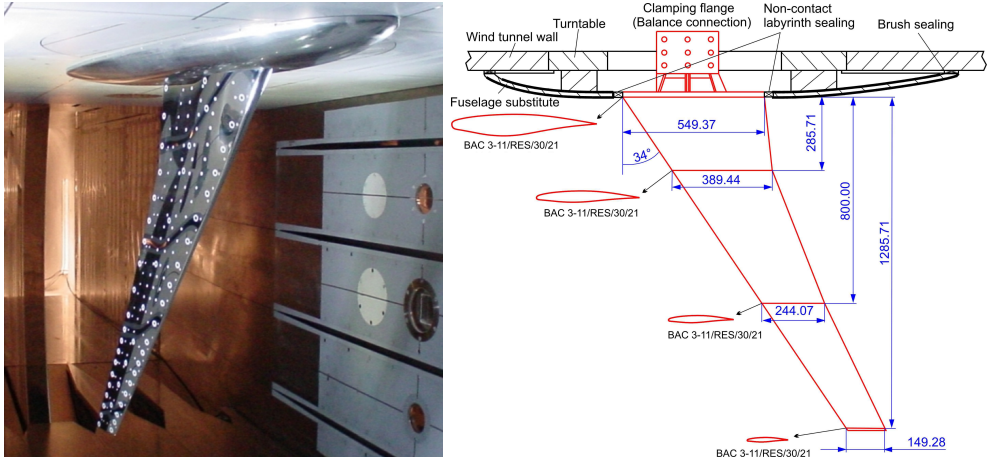 Clamping flange
(Balance connection)
Non-contact
labyrinth sealing
Brush sealing
Turntable
Wind tunnel wall
Fuselage substitute
BAC 3-11/RES/30/21
549.37
285.71
34°
389.44
BAC 3-11/RES/30/21
800.00
1285.71
244.07
BAC 3-11/RES/30/21
149.28
BAC 3-11/RES/30/21